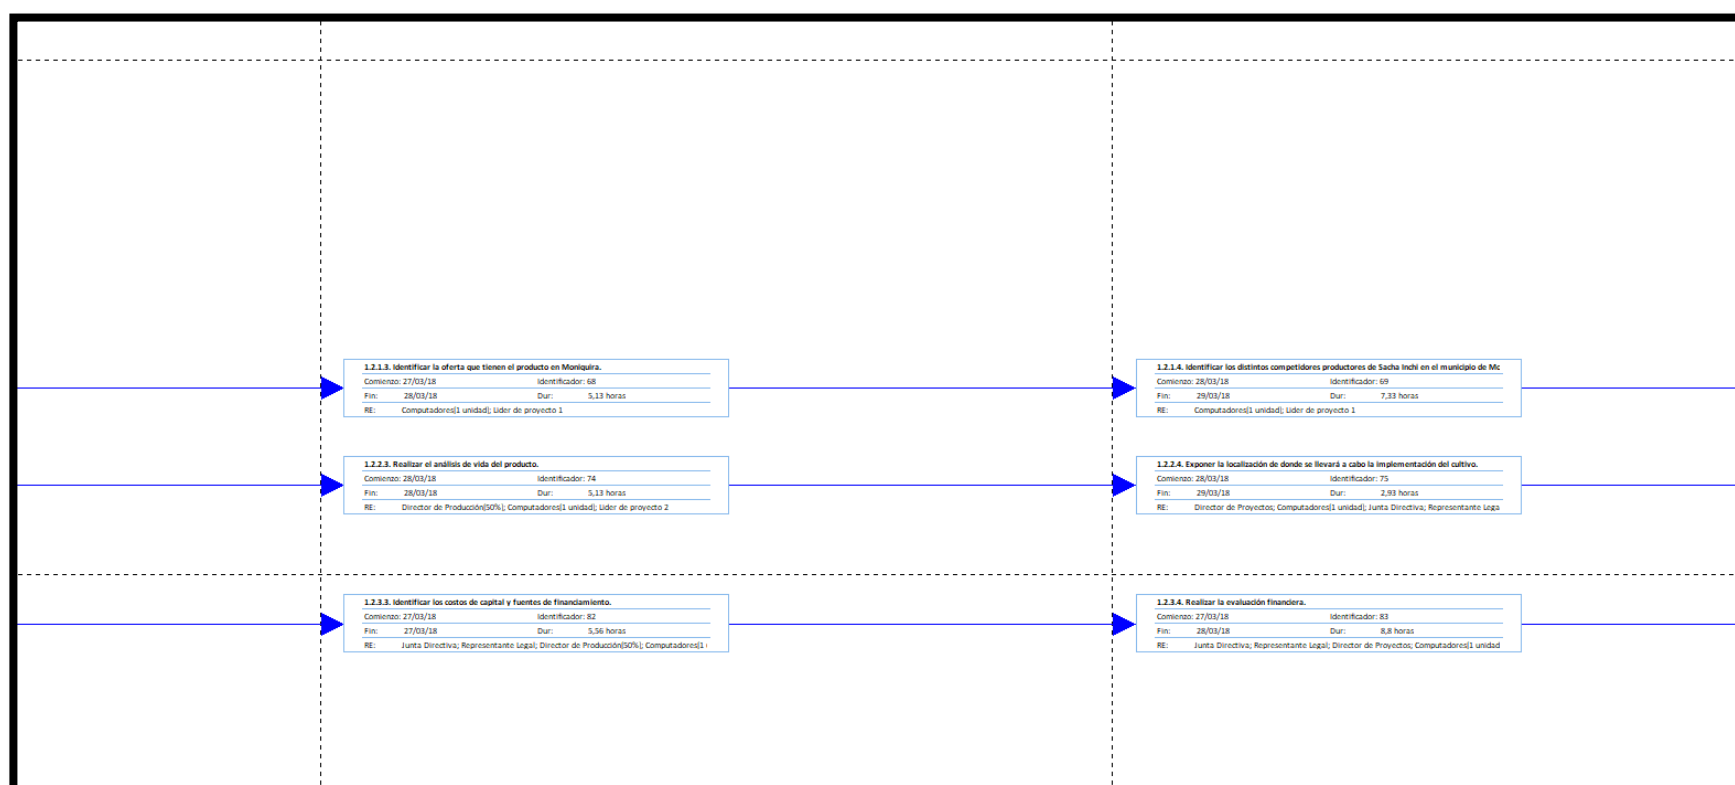 1.2.1.3. Identificar la oferta que tienen el producto en Moniquira.
Comienzo: 27/03/18 Identificador: 68
Fin: 28/03/18 Dur: 5,13 horas
RE: Computadores[1 unidad]; Lider de proyecto 1
1.2.1.4. Identificar los distintos competidores productores de Sacha Inchi en el municipio de Mc
Comienzo: 28/03/18 Identificador: 69
Fin: 29/03/18 Dur: 7,33 horas
RE: Computadores[1 unidad]; Lider de proyecto 1
1.2.2.3. Realizar el análisis de vida del producto.
Comienzo: 28/03/18 Identificador: 74
Fin: 28/03/18 Dur: 5,13 horas
RE: Director de Producción[50%]; Computadores[1 unidad]; Lider de proyecto 2
1.2.2.4. Exponer la localización de donde se llevará a cabo la implementación del cultivo.
Comienzo: 28/03/18 Identificador: 75
Fin: 29/03/18 Dur: 2,93 horas
RE: Director de Proyectos; Computadores[1 unidad]; Junta Directiva; Representante Lega
1.2.3.3. Identificar los costos de capital y fuentes de financiamiento.
Comienzo: 27/03/18 Identificador: 82
Fin: 27/03/18 Dur: 5,56 horas
RE: Junta Directiva; Representante Legal; Director de Producción[50%]; Computadores[1
1.2.3.4. Realizar la evaluación financiera.
Comienzo: 27/03/18 Identificador: 83
Fin: 28/03/18 Dur: 8,8 horas
RE: Junta Directiva; Representante Legal; Director de Proyectos; Computadores[1 unidad